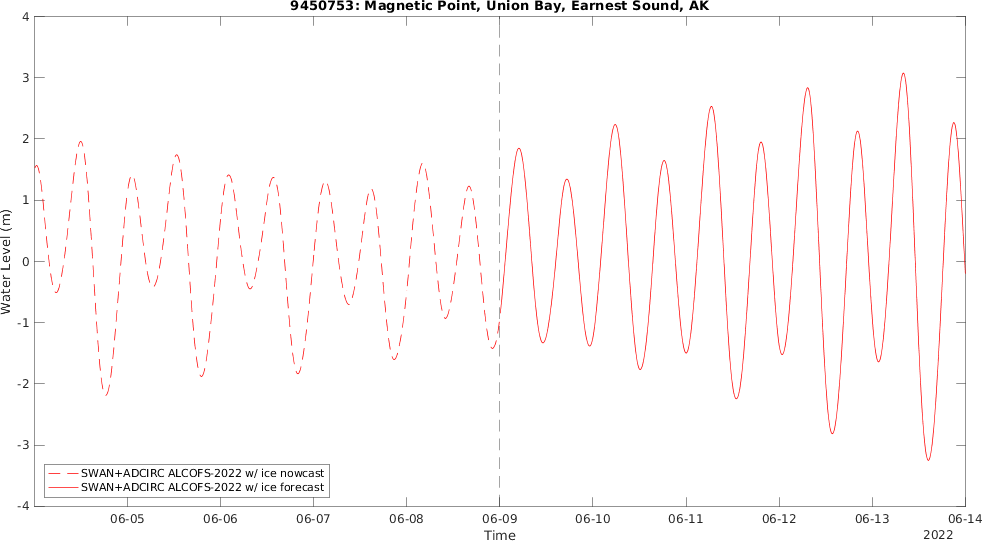 9450753: Magnetic Point, Union Bay, Earnest Sound, AK
4
3
2
1
0
-1
-2
-3
-4
Water Level (m)
SWAN+ADCIRC ALCOFS-2022 w/ ice nowcast
SWAN+ADCIRC ALCOFS-2022 w/ ice forecast
06-05 06-06 06-07 06-08 06-09 06-10 06-11 06-12 06-13 06-14
Time
2022